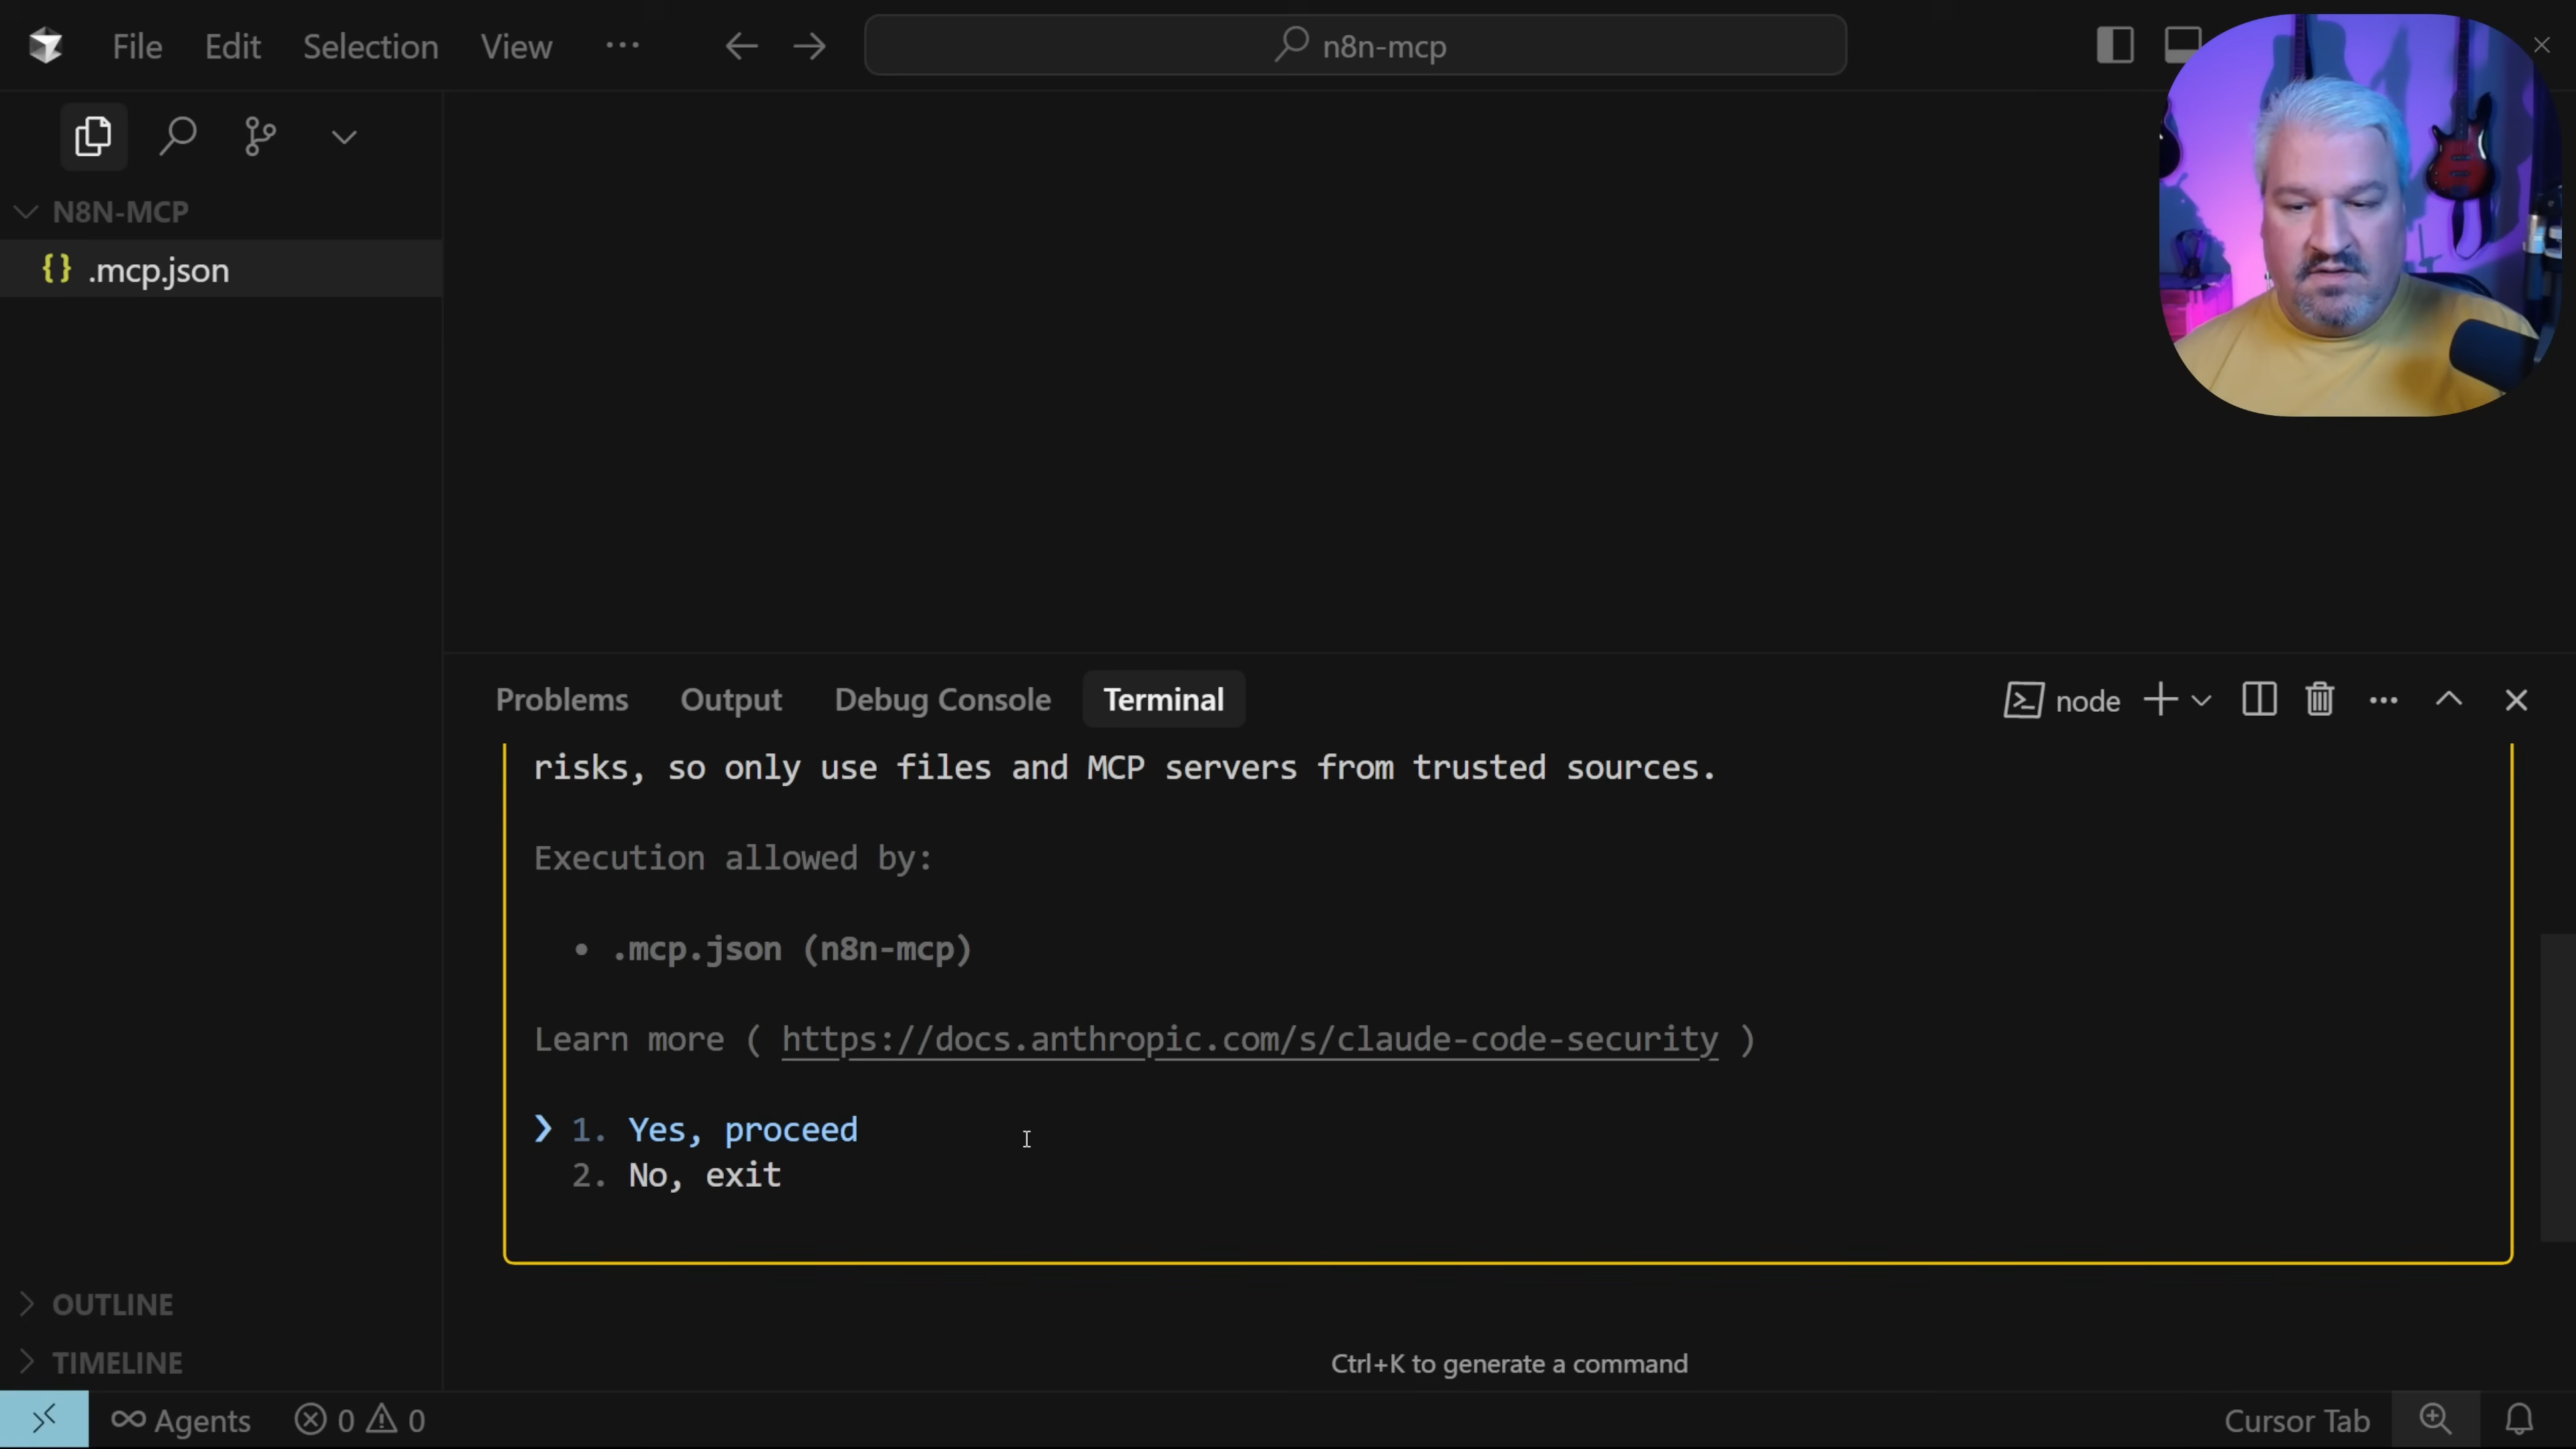 File Edit Selection View ··· n8n-mcp
N8N-MCP
{} .mcp.json
Problems Output Debug Console Terminal node
risks, so only use files and MCP servers from trusted sources.
Execution allowed by:
• .mcp.json (n8n-mcp)
Learn more ( https://docs.anthropic.com/s/claude-code-security )
❯ 1. Yes, proceed
2. No, exit
OUTLINE
TIMELINE
Ctrl+K to generate a command
Agents 0 0 Cursor Tab